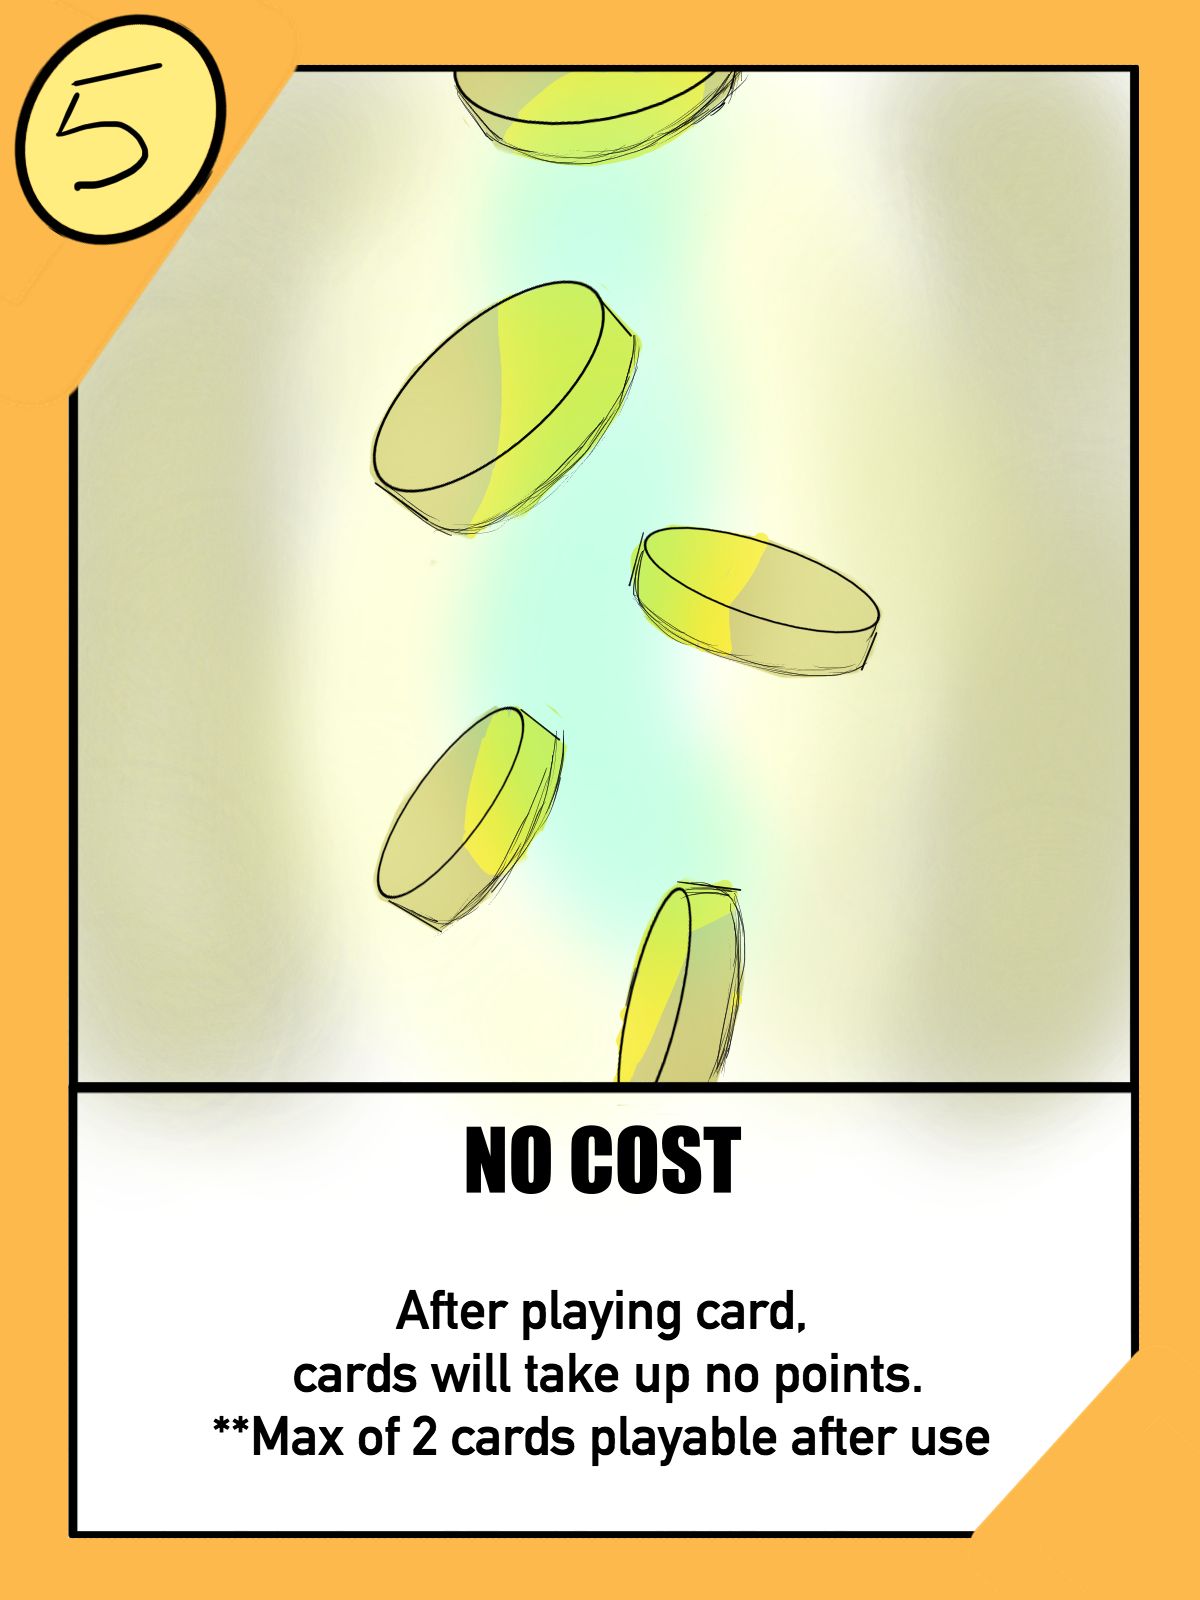 5
NO COST
After playing card,
cards will take up no points.
**Max of 2 cards playable after use